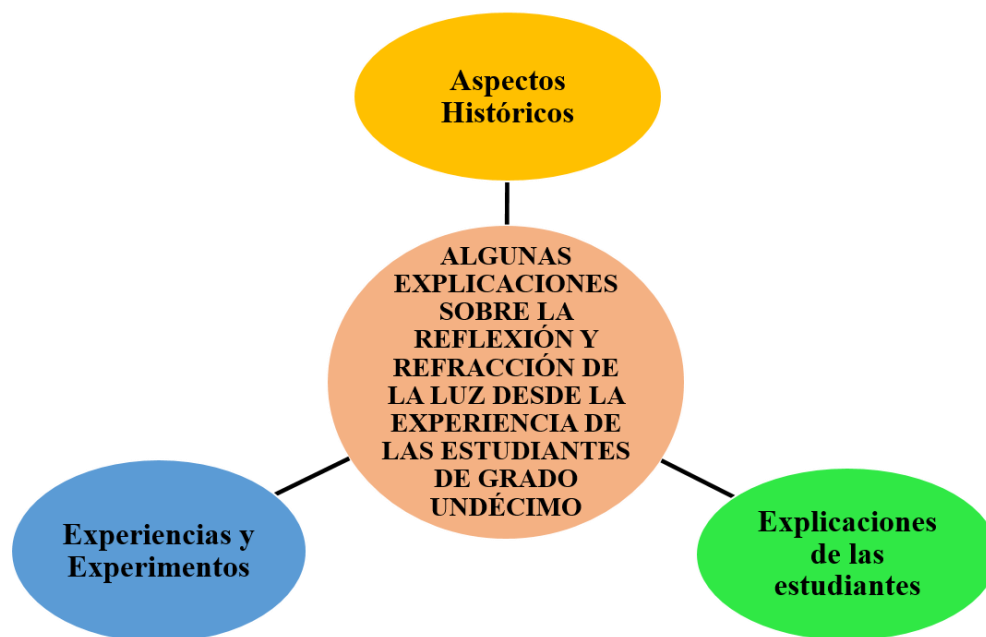 Aspectos
Históricos
ALGUNAS
EXPLICACIONES
SOBRE LA
REFLEXIÓN Y
REFRACCIÓN DE
LA LUZ DESDE LA
EXPERIENCIA DE
LAS ESTUDIANTES
DE GRADO
UNDÉCIMO
Experiencias y
Experimentos
Explicaciones
de las
estudiantes